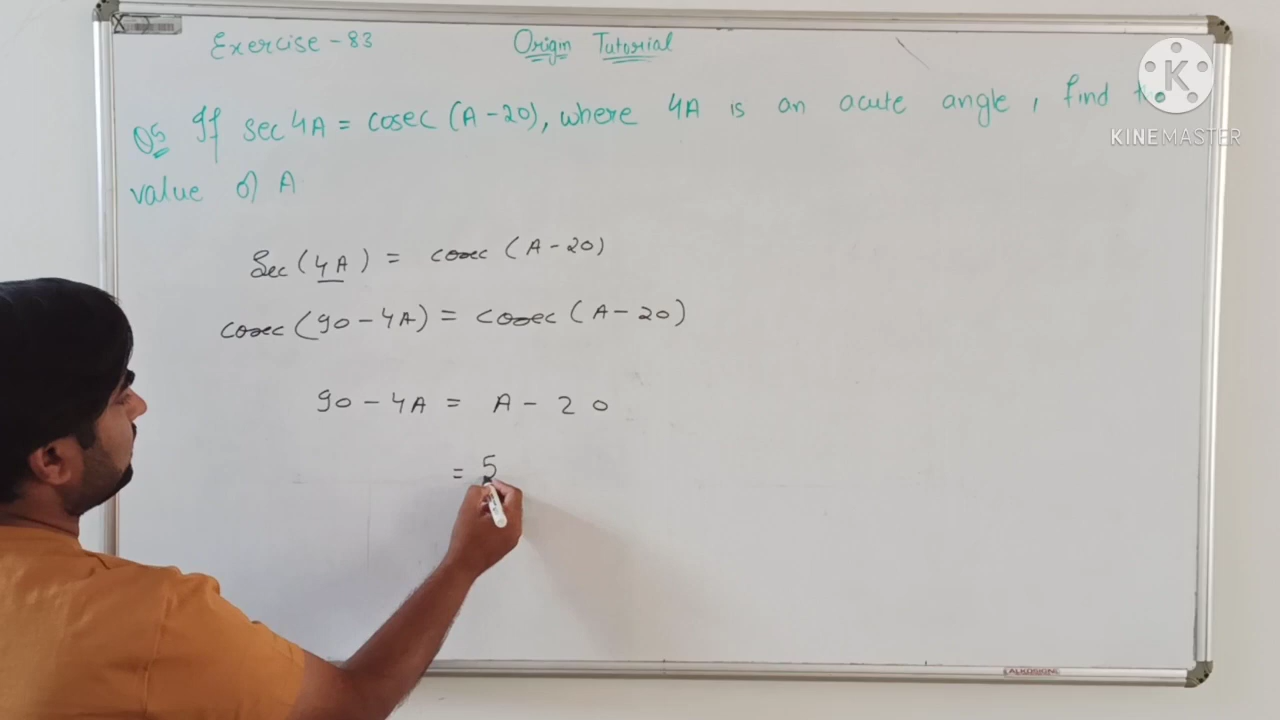 Exercise - 83
Origin Tutorial
Q5 If sec 4A = cosec (A - 20), where 4A is an acute angle, find the
value of A
Sec (4A) = cosec (A - 20)
cosec (90 - 4A) = cosec (A - 20)
90 - 4A = A - 20
= 5
K
KINEMASTER
ALKOSIGN